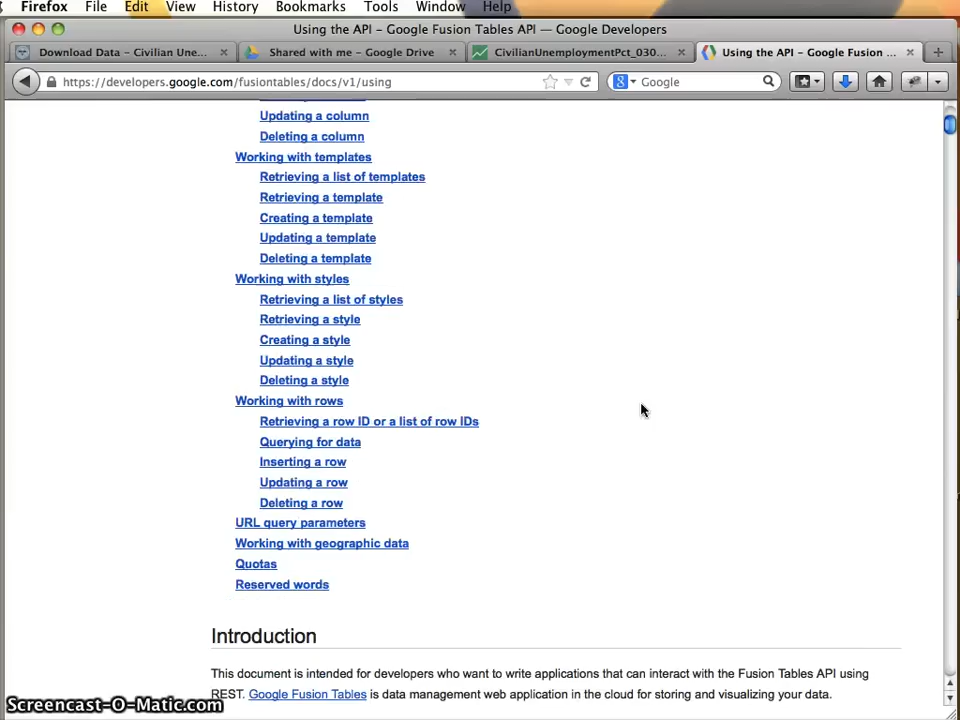 Firefox File Edit View History Bookmarks Tools Window Help
Using the API - Google Fusion Tables API — Google Developers
Download Data - Civilian Une... Shared with me - Google Drive CivilianUnemploymentPct_030... Using the API - Google Fusion ...
https://developers.google.com/fusiontables/docs/v1/using Google
Updating a column
Deleting a column
Working with templates
Retrieving a list of templates
Retrieving a template
Creating a template
Updating a template
Deleting a template
Working with styles
Retrieving a list of styles
Retrieving a style
Creating a style
Updating a style
Deleting a style
Working with rows
Retrieving a row ID or a list of row IDs
Querying for data
Inserting a row
Updating a row
Deleting a row
URL query parameters
Working with geographic data
Quotas
Reserved words
Introduction
This document is intended for developers who want to write applications that can interact with the Fusion Tables API using
REST. Google Fusion Tables is data management web application in the cloud for storing and visualizing your data.
Screencast-O-Matic.com